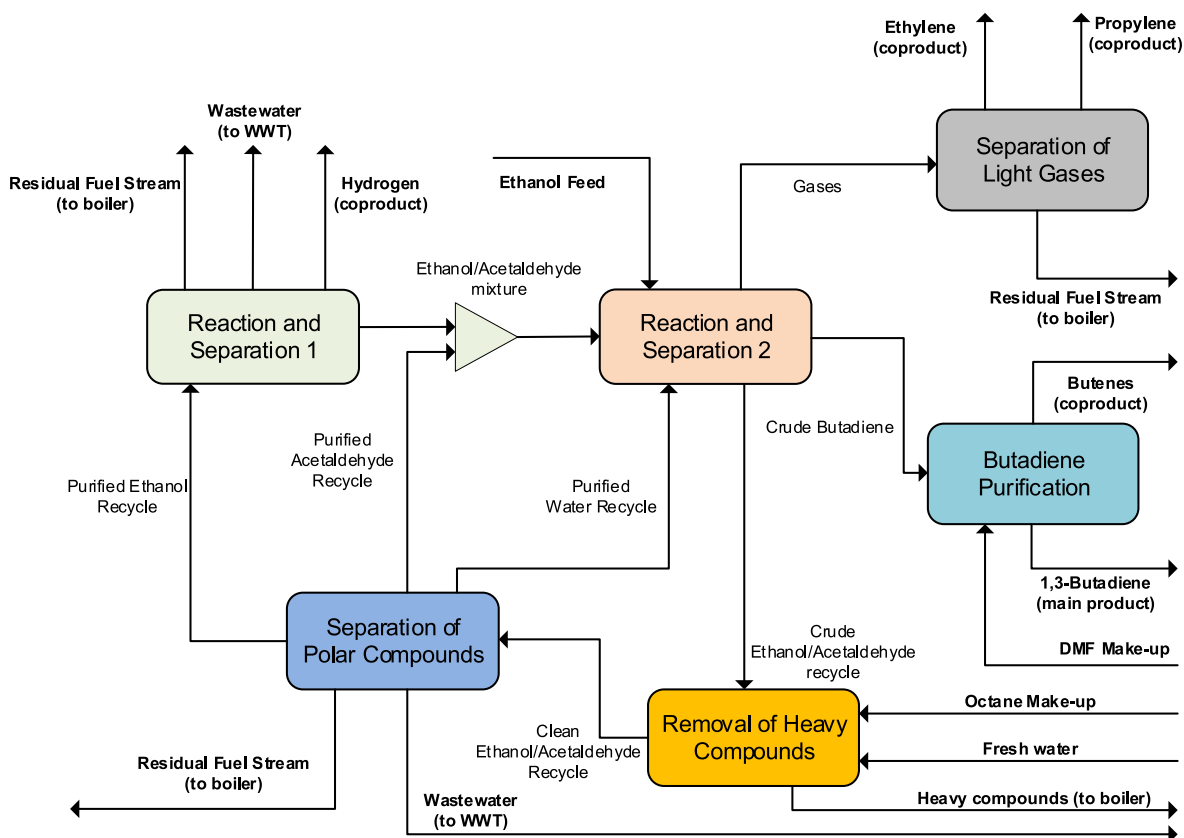 Ethylene
(coproduct)
Propylene
(coproduct)
Wastewater
(to WWT)
Residual Fuel Stream
(to boiler)
Hydrogen
(coproduct)
Ethanol Feed
Gases
Separation of
Light Gases
Ethanol/Acetaldehyde
mixture
Residual Fuel Stream
(to boiler)
Reaction and
Separation 1
Reaction and
Separation 2
Butenes
(coproduct)
Crude Butadiene
Butadiene
Purification
Purified
Acetaldehyde
Recycle
Purified Ethanol
Recycle
Purified
Water Recycle
1,3-Butadiene
(main product)
Separation of
Polar Compounds
Crude
Ethanol/Acetaldehyde
recycle
DMF Make-up
Octane Make-up
Removal of Heavy
Compounds
Clean
Ethanol/Acetaldehyde
Recycle
Fresh water
Residual Fuel Stream
(to boiler)
Wastewater
(to WWT)
Heavy compounds (to boiler)